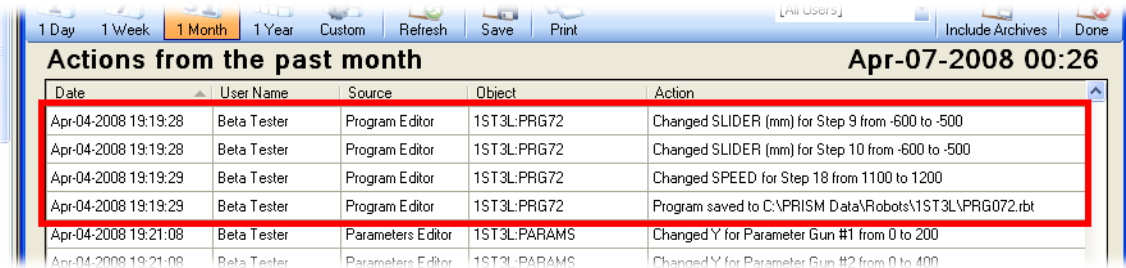 [All Users]
1 Day 1 Week 1 Month 1 Year Custom Refresh Save Print Include Archives Done
Actions from the past month Apr-07-2008 00:26
Date User Name Source Object Action
Apr-04-2008 19:19:28 Beta Tester Program Editor 1ST3L:PRG72 Changed SLIDER (mm) for Step 9 from -600 to -500
Apr-04-2008 19:19:28 Beta Tester Program Editor 1ST3L:PRG72 Changed SLIDER (mm) for Step 10 from -600 to -500
Apr-04-2008 19:19:29 Beta Tester Program Editor 1ST3L:PRG72 Changed SPEED for Step 18 from 1100 to 1200
Apr-04-2008 19:19:29 Beta Tester Program Editor 1ST3L:PRG72 Program saved to C:\PRISM Data\Robots\1ST3L\PRG072.rbt
Apr-04-2008 19:21:08 Beta Tester Parameters Editor 1ST3L:PARAMS Changed Y for Parameter Gun #1 from 0 to 200
Apr-04-2008 19:21:08 Beta Tester Parameters Editor 1ST3L:PARAMS Changed Y for Parameter Gun #2 from 0 to 400